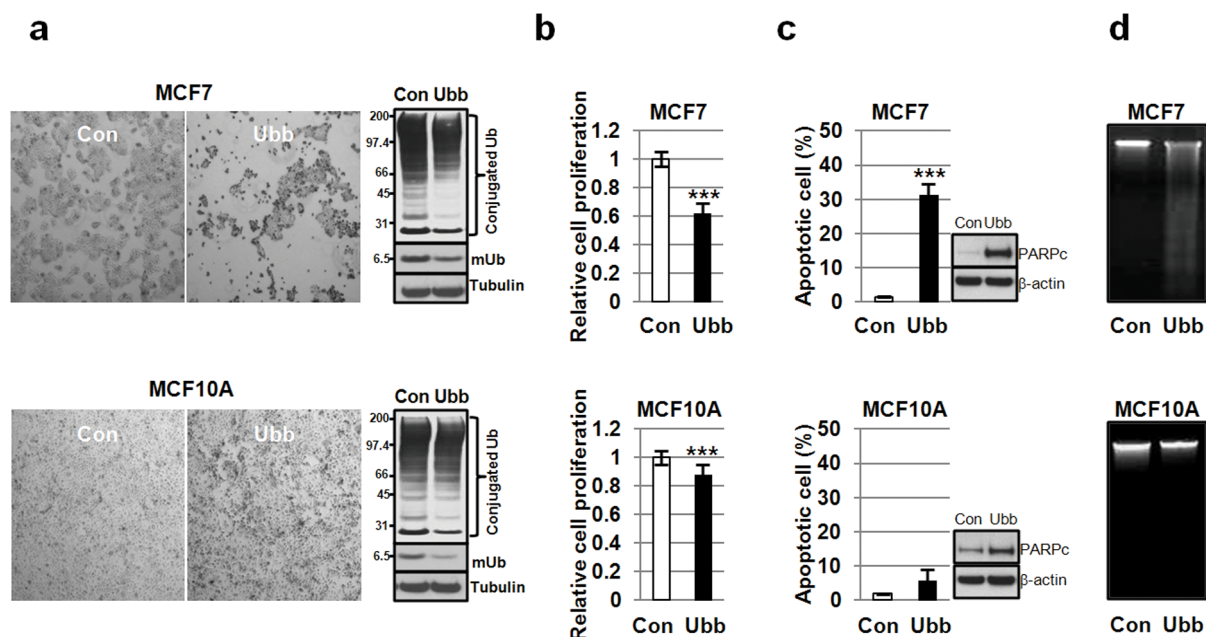 a
b
c
d
MCF7
Con
Ubb
Con Ubb
200
97.4
66
45
31
6.5
Conjugated Ub
mUb
Tubulin
MCF7
Relative cell proliferation
1.2
1
0.8
0.6
0.4
0.2
0
***
Con Ubb
MCF7
Apoptotic cell (%)
50
40
30
20
10
0
***
Con Ubb
Con Ubb
PARPc
β-actin
MCF7
Con Ubb
MCF10A
Con
Ubb
Con Ubb
200
97.4
66
45
31
6.5
Conjugated Ub
mUb
Tubulin
MCF10A
Relative cell proliferation
1.2
1
0.8
0.6
0.4
0.2
0
***
Con Ubb
MCF10A
Apoptotic cell (%)
50
40
30
20
10
0
Con Ubb
Con Ubb
PARPc
β-actin
MCF10A
Con Ubb